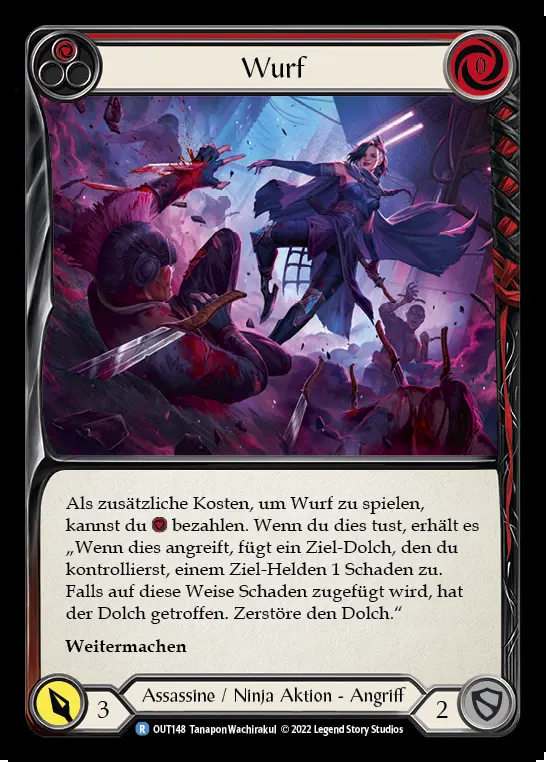 Wurf
0
Als zusätzliche Kosten, um Wurf zu spielen,
kannst du bezahlen. Wenn du dies tust, erhält es
„Wenn dies angreift, fügt ein Ziel-Dolch, den du
kontrollierst, einem Ziel-Helden 1 Schaden zu.
Falls auf diese Weise Schaden zugefügt wird, hat
der Dolch getroffen. Zerstöre den Dolch.“
Weitermachen
3
Assassine / Ninja Aktion - Angriff
2
R OUT148 Tanapon Wachirakul © 2022 Legend Story Studios